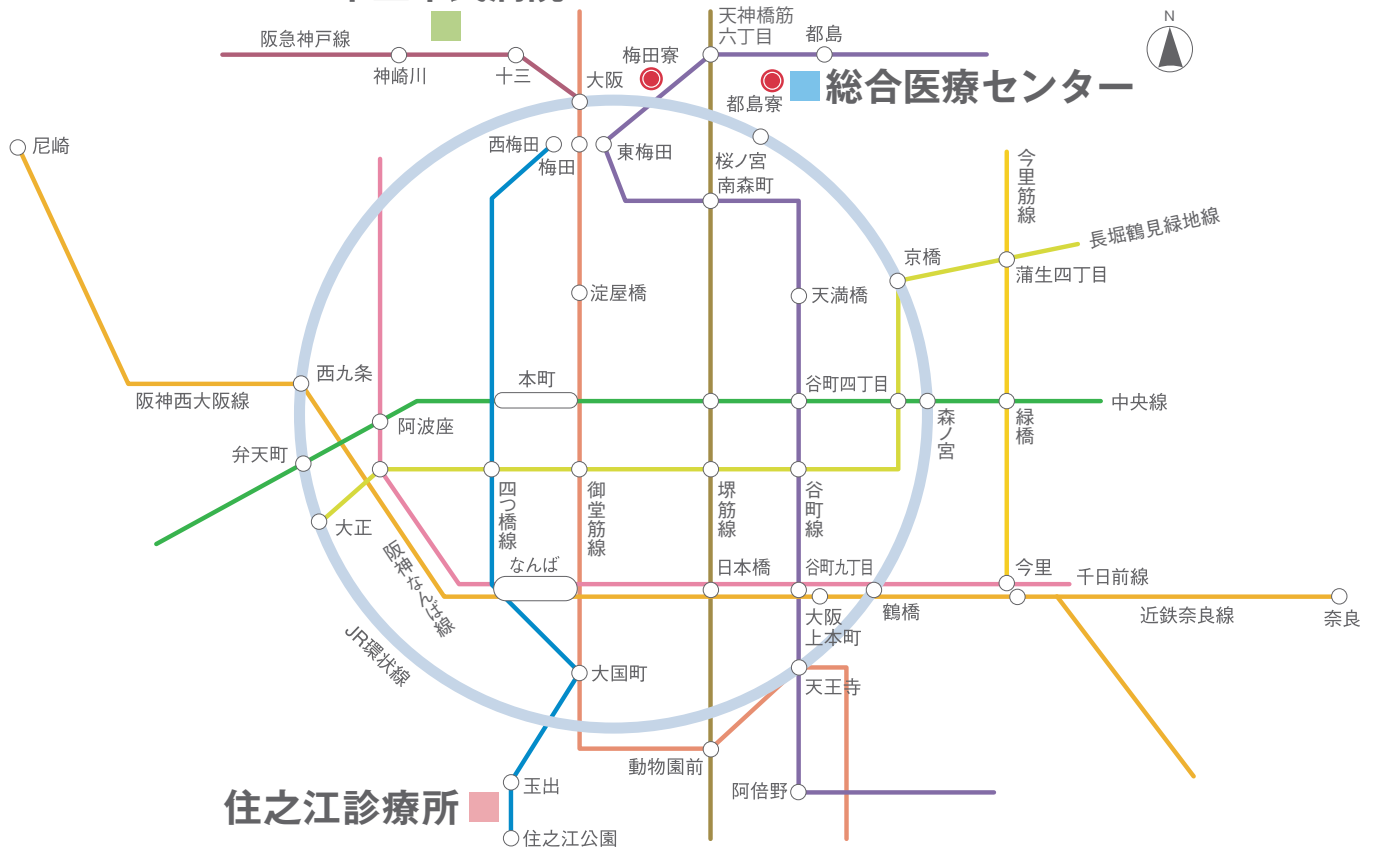 天神橋筋
六丁目
都島
N
阪急神戸線
神崎川
十三
大阪
梅田寮
都島寮
総合医療センター
尼崎
西梅田
梅田
東梅田
桜ノ宮
南森町
今里筋線
長堀鶴見緑地線
京橋
蒲生四丁目
淀屋橋
天満橋
西九条
阪神西大阪線
本町
谷町四丁目
中央線
阿波座
森ノ宮
緑橋
弁天町
大正
四つ橋線
御堂筋線
堺筋線
谷町線
阪神なんば線
なんば
日本橋
谷町九丁目
今里
千日前線
大阪
上本町
鶴橋
近鉄奈良線
奈良
JR環状線
大国町
天王寺
動物園前
玉出
阿倍野
住之江診療所
住之江公園